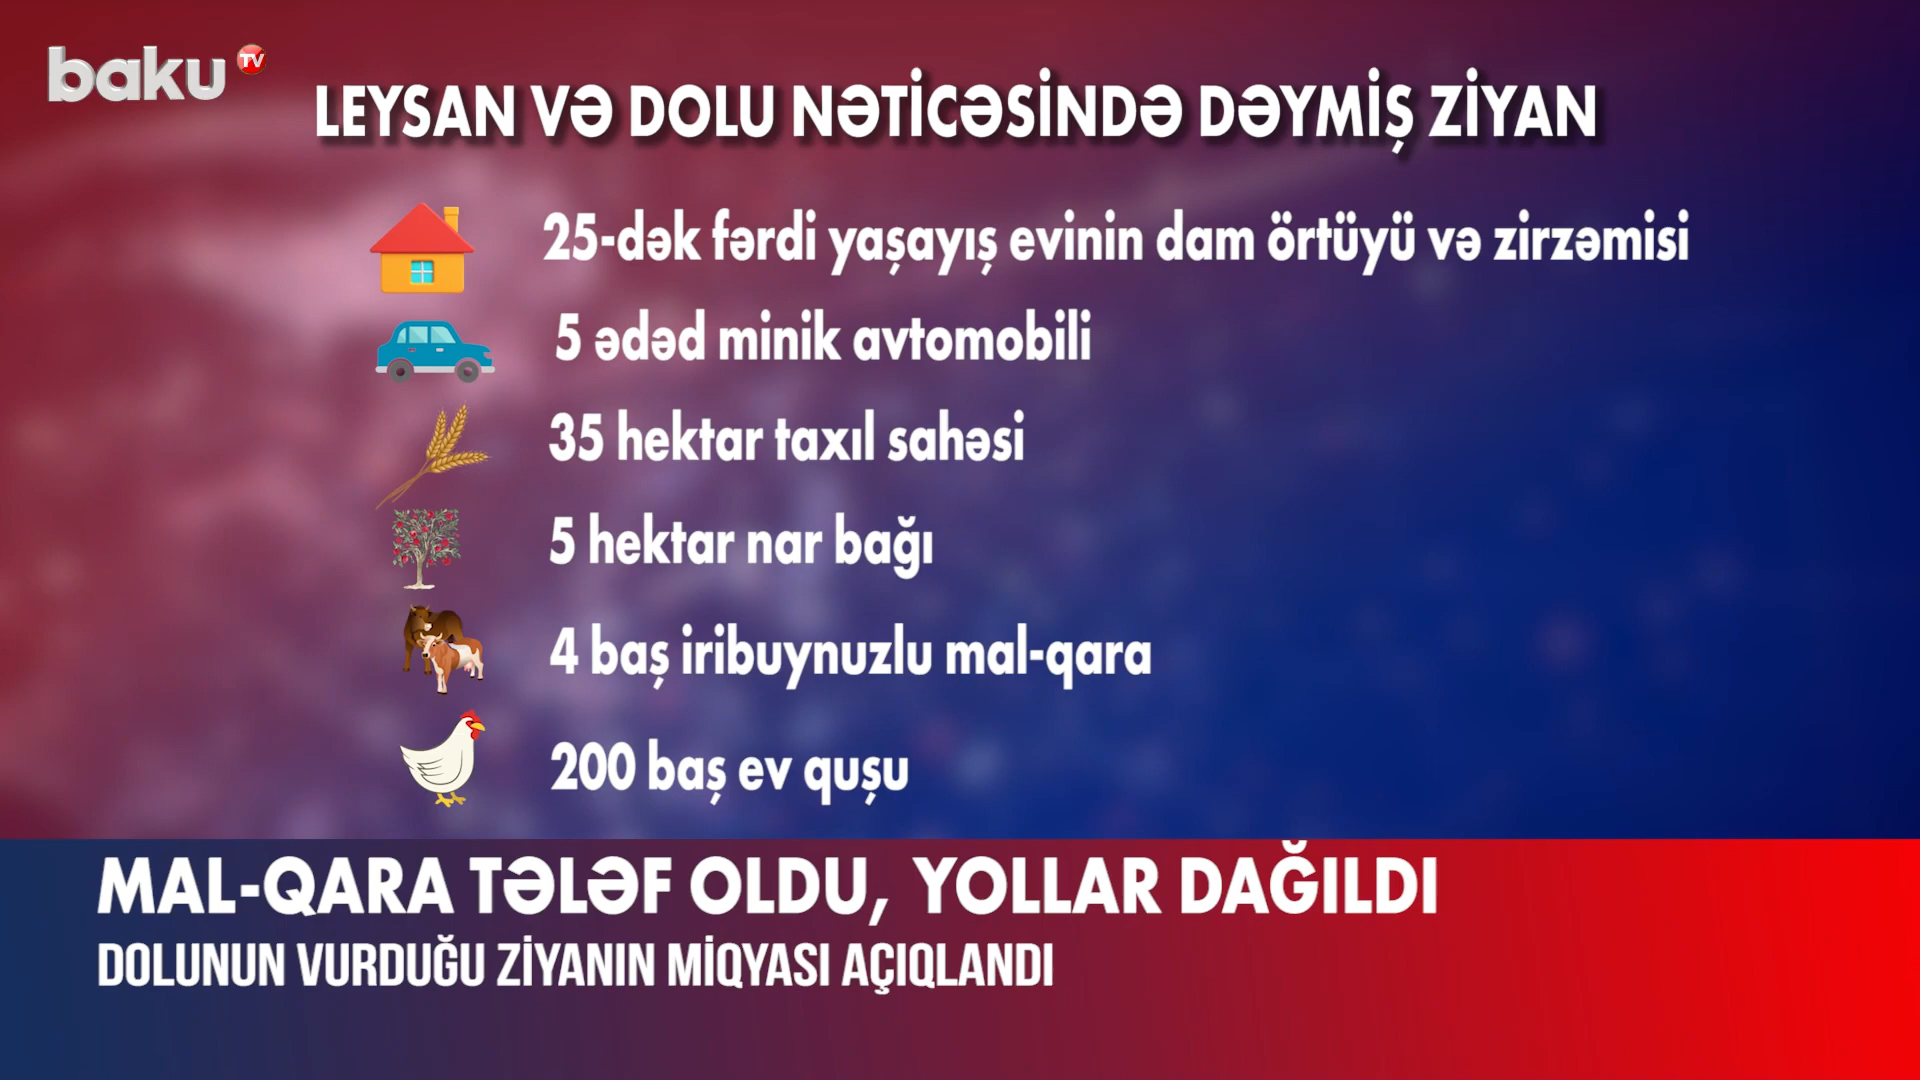 baku TV
LEYSAN VƏ DOLU NƏTİCƏSİNDƏ DƏYMİŞ ZİYAN
25-dək fərdi yaşayış evinin dam örtüyü və zirzəmisi
5 ədəd minik avtomobili
35 hektar taxıl sahəsi
5 hektar nar bağı
4 baş iribuynuzlu mal-qara
200 baş ev quşu
MAL-QARA TƏLƏF OLDU, YOLLAR DAĞILDI
DOLUNUN VURDUĞU ZİYANIN MİQYASI AÇIQLANDI